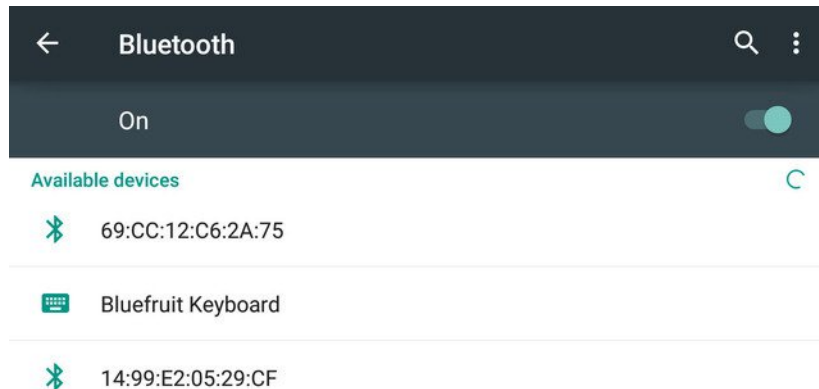 Bluetooth
On
Available devices
69:CC:12:C6:2A:75
Bluefruit Keyboard
14:99:E2:05:29:CF